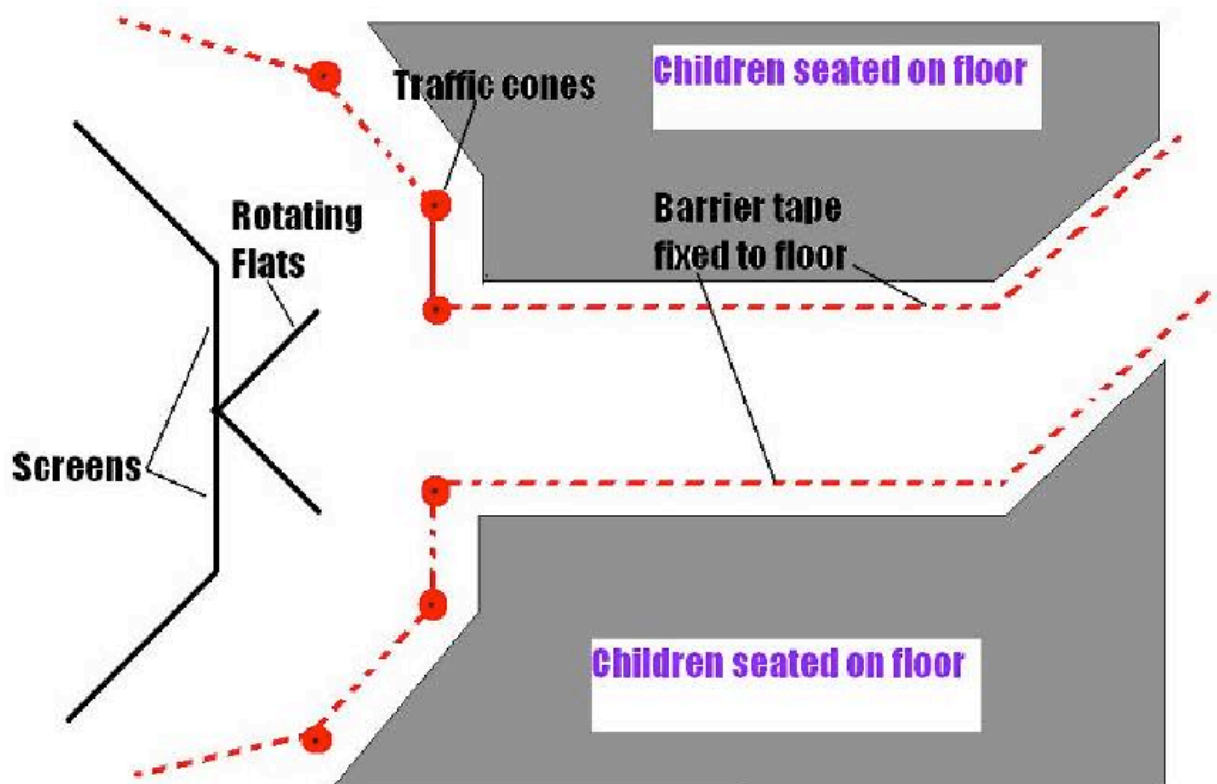 Children seated on floor
Traffic cones
Rotating
Flats
Barrier tape
fixed to floor
Screens
Children seated on floor